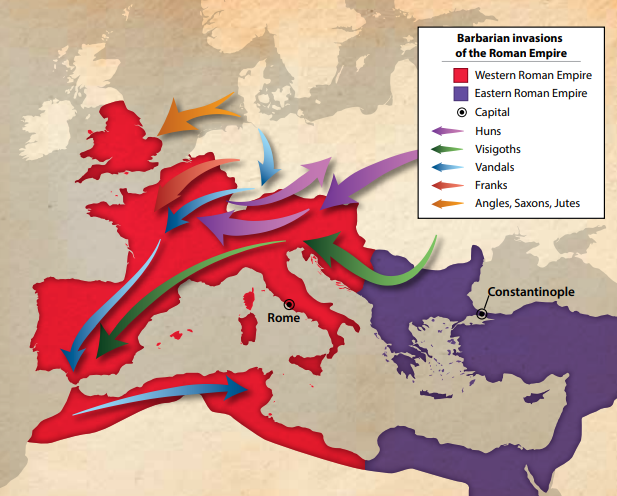 Barbarian invasions
of the Roman Empire
Western Roman Empire
Eastern Roman Empire
Capital
Huns
Visigoths
Vandals
Franks
Angles, Saxons, Jutes
Constantinople
Rome